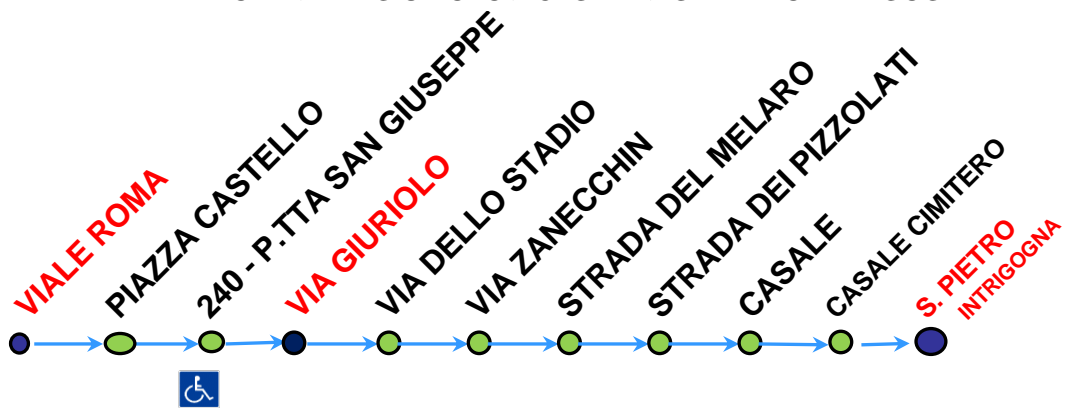 VIALE ROMA
PIAZZA CASTELLO
240 - P.TTA SAN GIUSEPPE
VIA GIURIOLO
VIA DELLO STADIO
VIA ZANECCHIN
STRADA DEL MELARO
STRADA DEI PIZZOLATI
CASALE
CASALE CIMITERO
S. PIETRO
INTRIGOGNA